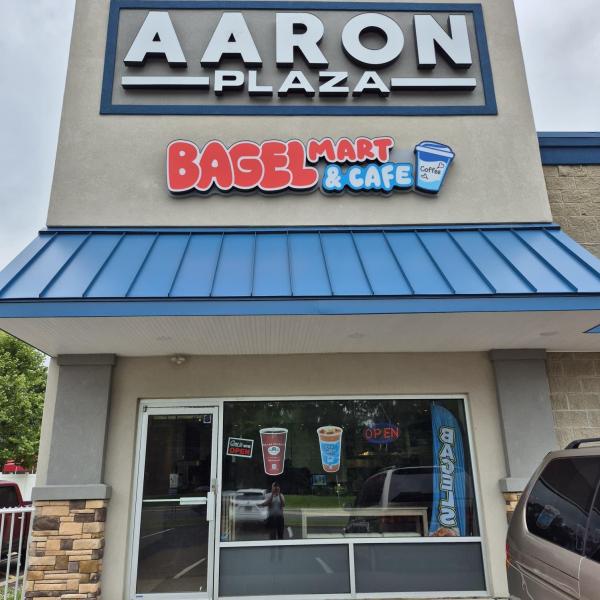 AARON
PLAZA
BAGEL MART
& CAFE
Coffee
OPEN
OPEN
BAGELS